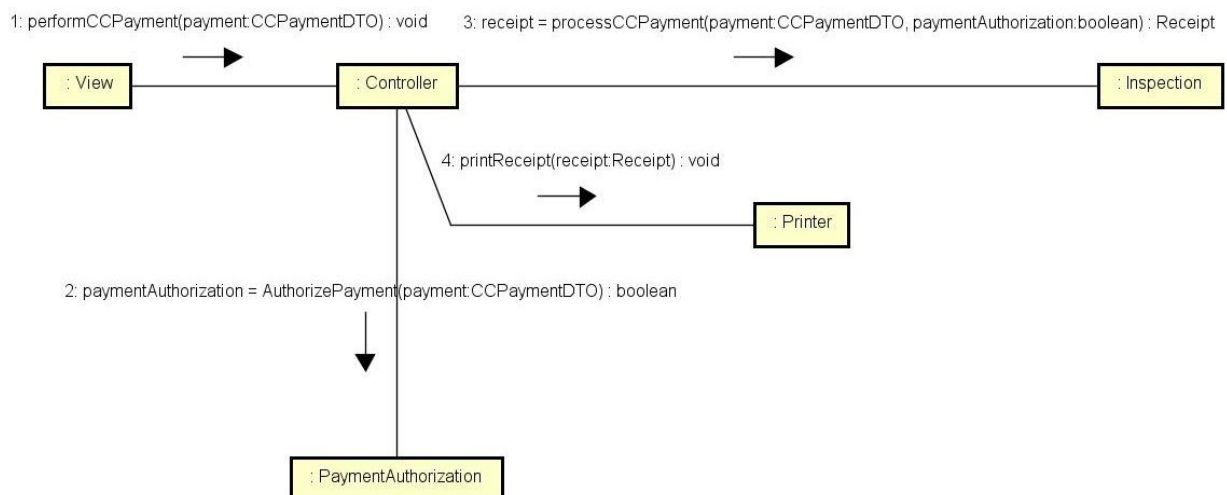 1: performCCPayment(payment:CCPaymentDTO) : void
3: receipt = processCCPayment(payment:CCPaymentDTO, paymentAuthorization:boolean) : Receipt
: View
: Controller
: Inspection
4: printReceipt(receipt:Receipt) : void
: Printer
2: paymentAuthorization = AuthorizePayment(payment:CCPaymentDTO) : boolean
: PaymentAuthorization